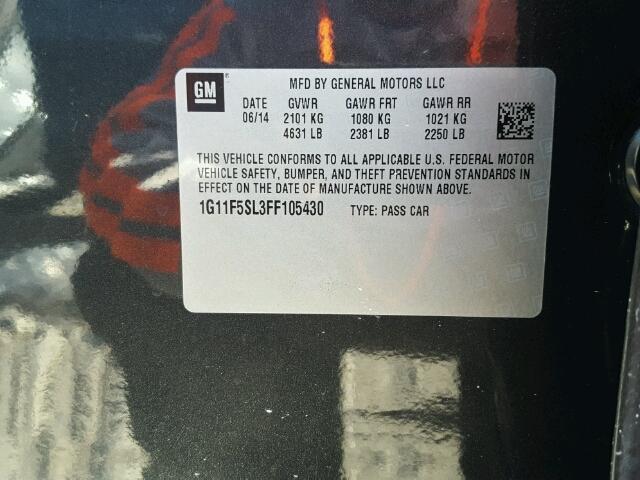 GM ®
MFD BY GENERAL MOTORS LLC
DATE GVWR GAWR FRT GAWR RR
06/14 2101 KG 1080 KG 1021 KG
4631 LB 2381 LB 2250 LB
THIS VEHICLE CONFORMS TO ALL APPLICABLE U.S. FEDERAL MOTOR
VEHICLE SAFETY, BUMPER, AND THEFT PREVENTION STANDARDS IN
EFFECT ON THE DATE OF MANUFACTURE SHOWN ABOVE.
1G11F5SL3FF105430 TYPE: PASS CAR